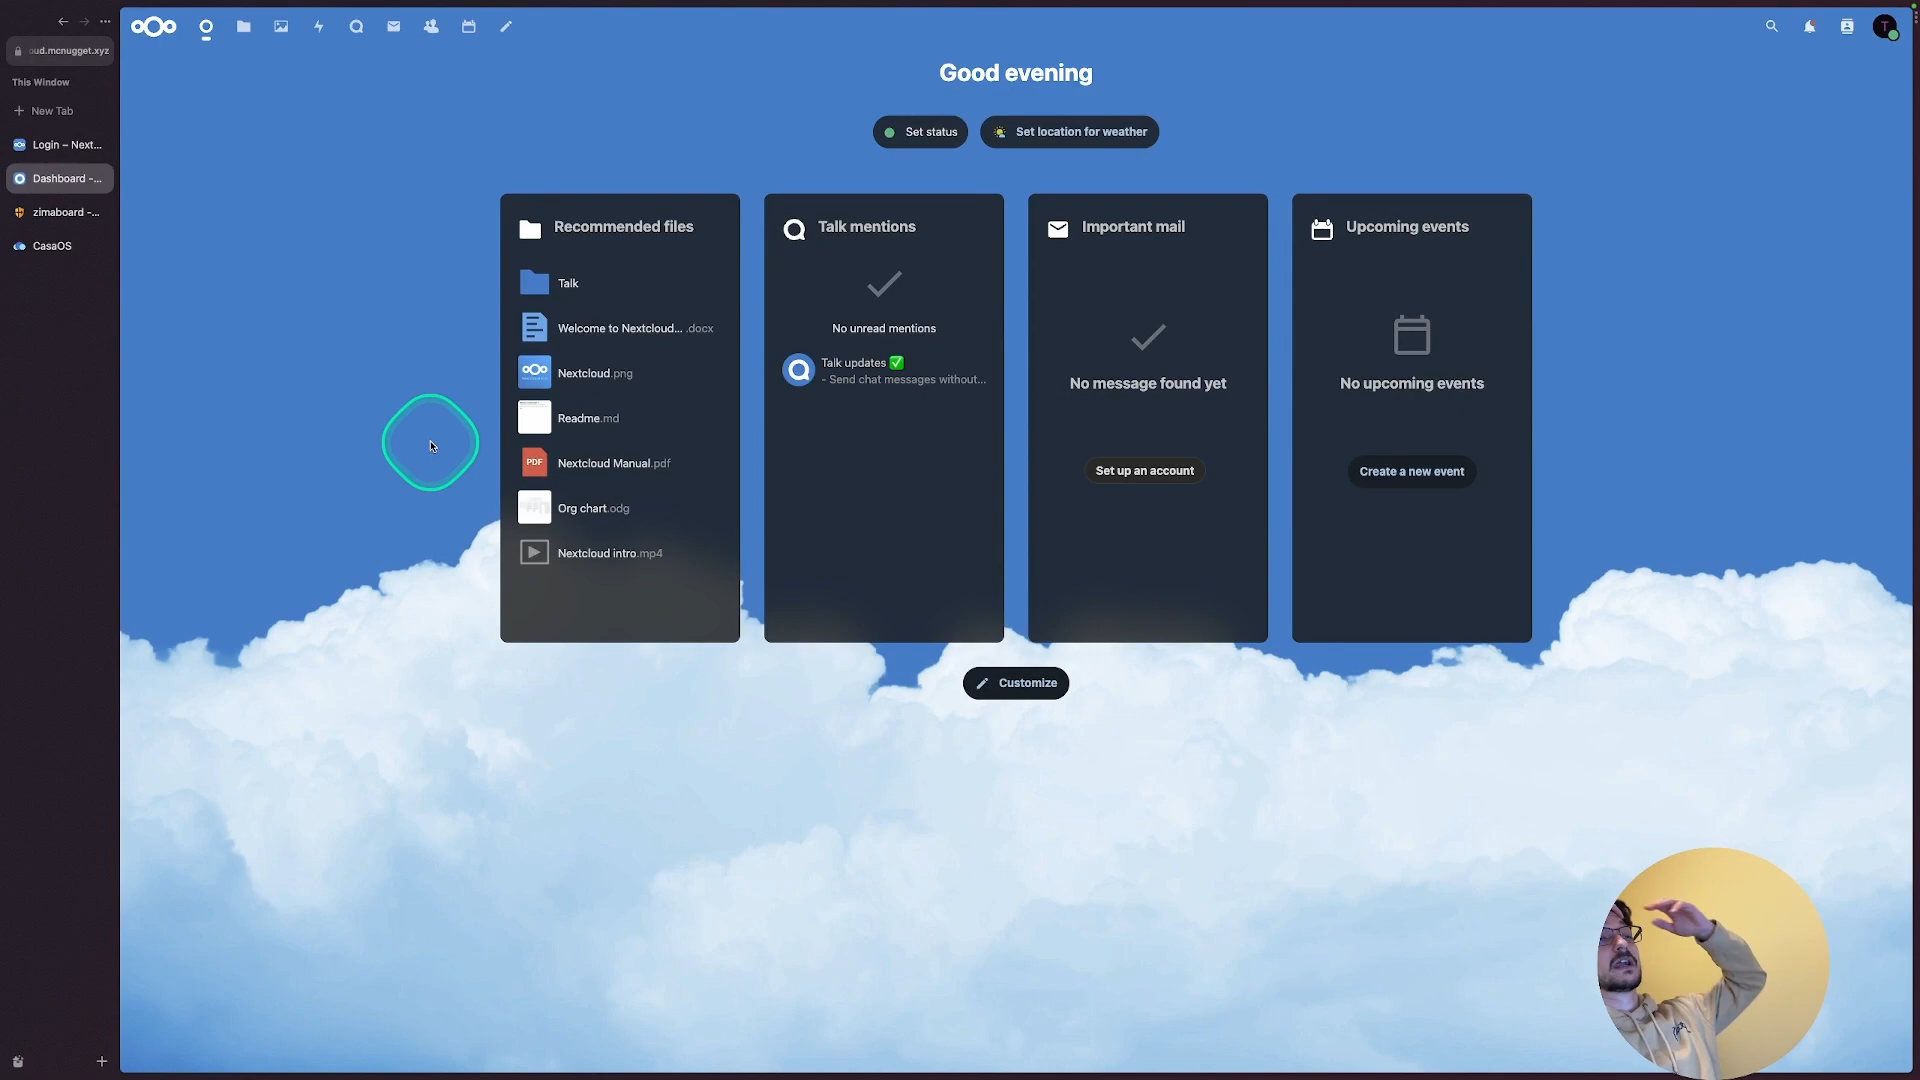 oud.mcnugget.xyz
This Window
New Tab
Login – Next...
Dashboard -...
zimaboard -...
CasaOS
T
Good evening
Set status
Set location for weather
Recommended files
Talk
Welcome to Nextcloud... .docx
Nextcloud.png
Readme.md
PDF
Nextcloud Manual.pdf
Org chart.odg
Nextcloud intro.mp4
Talk mentions
No unread mentions
Talk updates ✅
- Send chat messages without...
Important mail
No message found yet
Set up an account
Upcoming events
No upcoming events
Create a new event
Customize